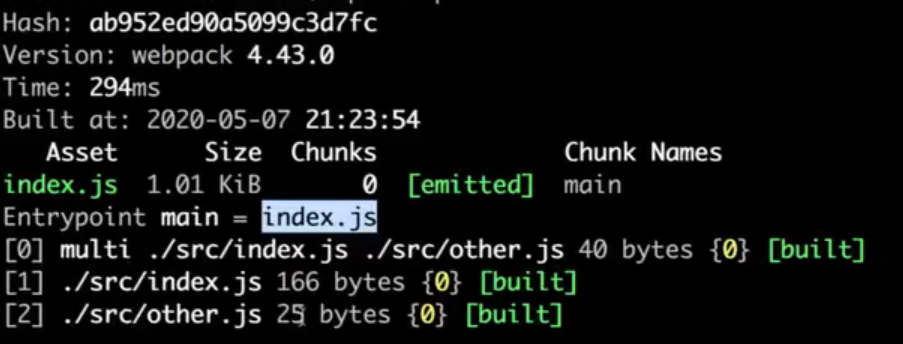 Hash: ab952ed90a5099c3d7fc
Version: webpack 4.43.0
Time: 294ms
Built at: 2020-05-07 21:23:54
Asset Size Chunks Chunk Names
index.js 1.01 KiB 0 [emitted] main
Entrypoint main = index.js
[0] multi ./src/index.js ./src/other.js 40 bytes {0} [built]
[1] ./src/index.js 166 bytes {0} [built]
[2] ./src/other.js 25 bytes {0} [built]